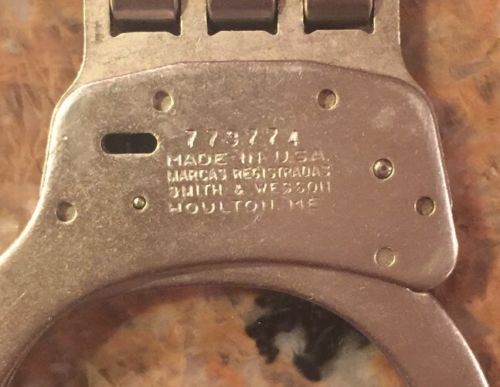 773774
MADE IN U.S.A.
MARCAS REGISTRADAS
SMITH & WESSON
HOULTON, ME